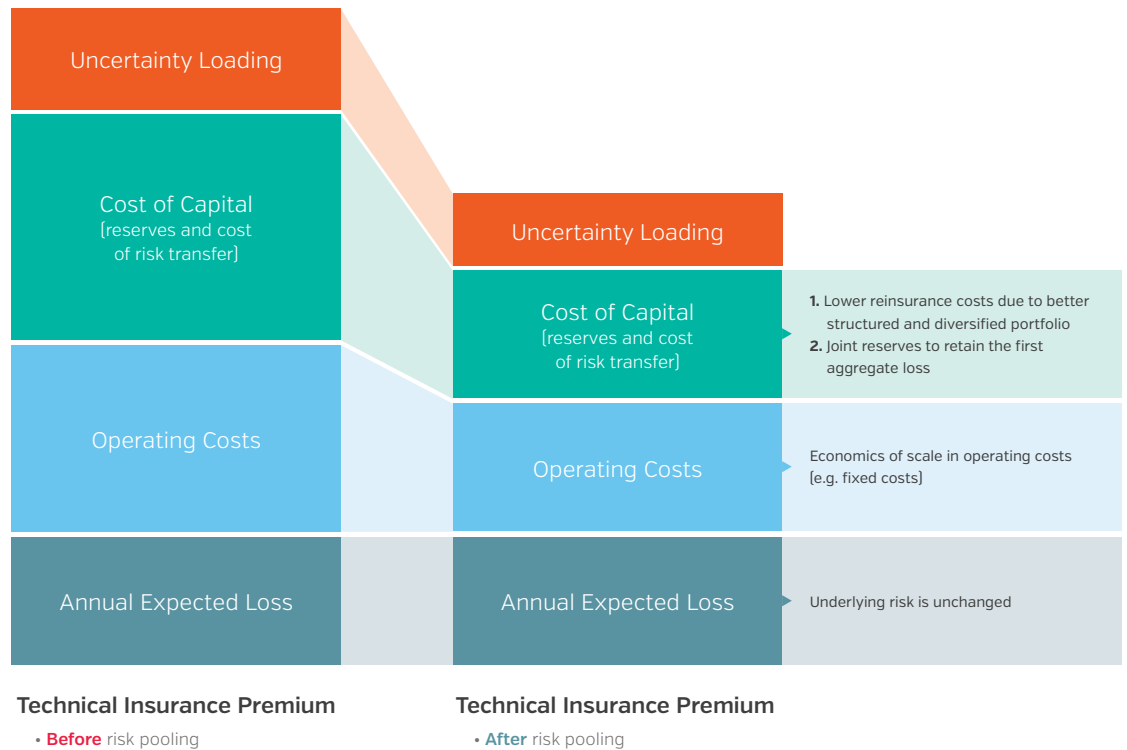 Uncertainty Loading
Cost of Capital
[reserves and cost
of risk transfer]
Operating Costs
Annual Expected Loss
Uncertainty Loading
Cost of Capital
[reserves and cost
of risk transfer]
1. Lower reinsurance costs due to better
structured and diversified portfolio
2. Joint reserves to retain the first
aggregate loss
Operating Costs
Economics of scale in operating costs
[e.g. fixed costs]
Annual Expected Loss
Underlying risk is unchanged
Technical Insurance Premium
• Before risk pooling
Technical Insurance Premium
• After risk pooling